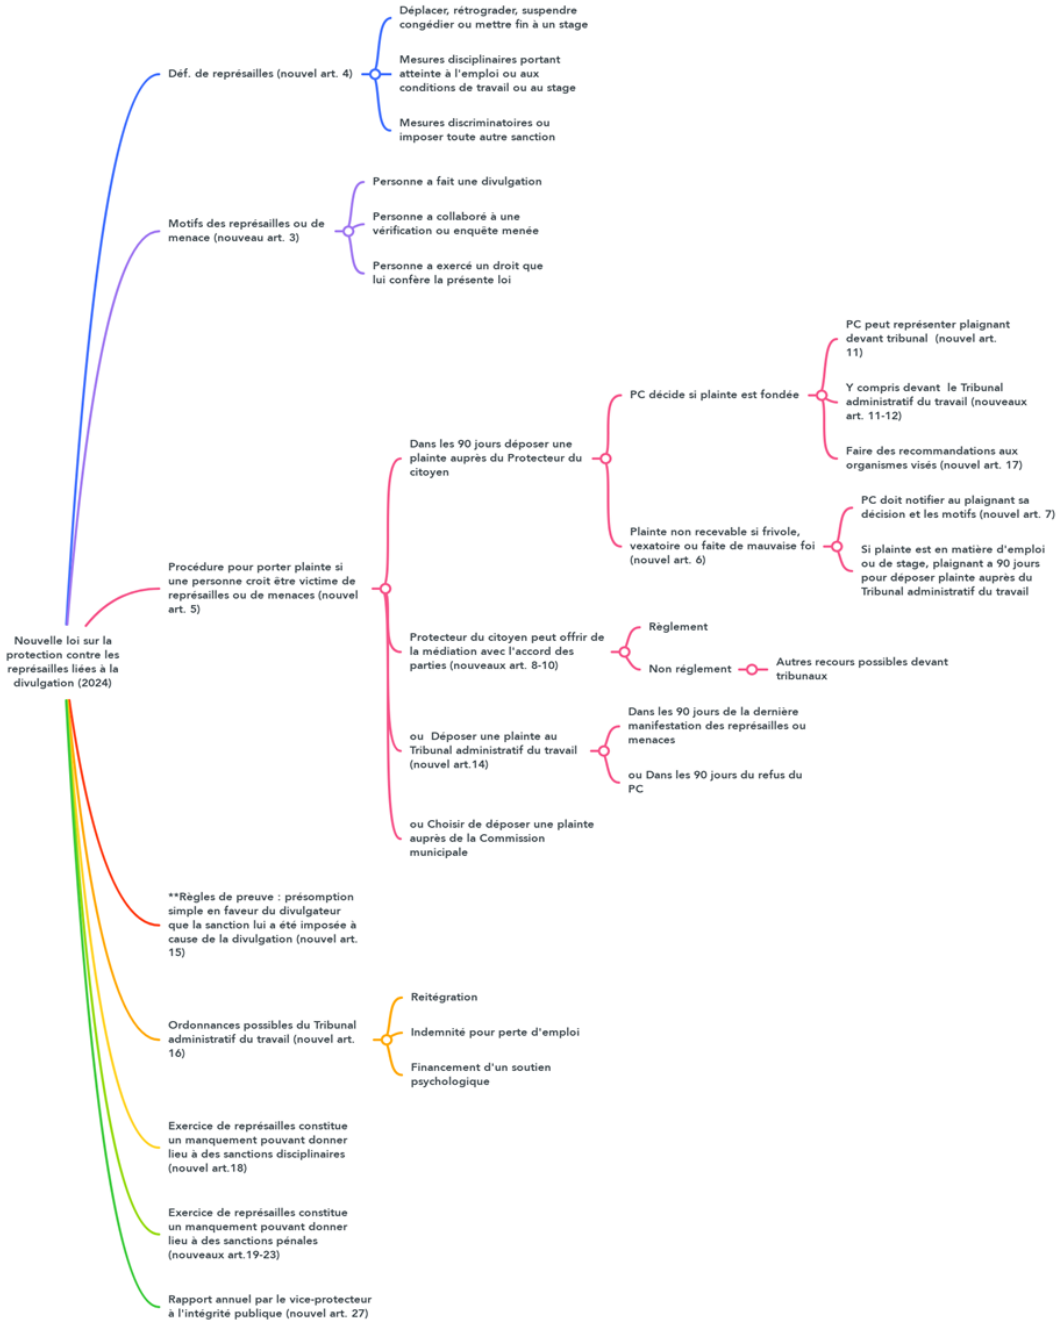 Déplacer, rétrograder, suspendre
congédier ou mettre fin à un stage
Déf. de représailles (nouvel art. 4)
Mesures disciplinaires portant
atteinte à l'emploi ou aux
conditions de travail ou au stage
Mesures discriminatoires ou
imposer toute autre sanction
Motifs des représailles ou de
menace (nouveau art. 3)
Personne a fait une divulgation
Personne a collaboré à une
vérification ou enquête menée
Personne a exercé un droit que
lui confère la présente loi
Nouvelle loi sur la
protection contre les
représailles liées à la
divulgation (2024)
Procédure pour porter plainte si
une personne croit être victime de
représailles ou de menaces (nouvel
art. 5)
Dans les 90 jours déposer une
plainte auprès du Protecteur du
citoyen
PC décide si plainte est fondée
PC peut représenter plaignant
devant tribunal (nouvel art.
11)
Y compris devant le Tribunal
administratif du travail (nouveaux
art. 11-12)
Faire des recommandations aux
organismes visés (nouvel art. 17)
Plainte non recevable si frivole,
vexatoire ou faite de mauvaise foi
(nouvel art. 6)
PC doit notifier au plaignant sa
décision et les motifs (nouvel art. 7)
Si plainte est en matière d'emploi
ou de stage, plaignant a 90 jours
pour déposer plainte auprès du
Tribunal administratif du travail
Protecteur du citoyen peut offrir de
la médiation avec l'accord des
parties (nouveaux art. 8-10)
Règlement
Non réglement
Autres recours possibles devant
tribunaux
ou Déposer une plainte au
Tribunal administratif du travail
(nouvel art.14)
Dans les 90 jours de la dernière
manifestation des représailles ou
menaces
ou Dans les 90 jours du refus du
PC
ou Choisir de déposer une plainte
auprès de la Commission
municipale
**Règles de preuve : présomption
simple en faveur du divulgateur
que la sanction lui a été imposée à
cause de la divulgation (nouvel art.
15)
Ordonnances possibles du Tribunal
administratif du travail (nouvel art.
16)
Reitégration
Indemnité pour perte d'emploi
Financement d'un soutien
psychologique
Exercice de représailles constitue
un manquement pouvant donner
lieu à des sanctions disciplinaires
(nouvel art.18)
Exercice de représailles constitue
un manquement pouvant donner
lieu à des sanctions pénales
(nouveaux art.19-23)
Rapport annuel par le vice-protecteur
à l'intégrité publique (nouvel art. 27)